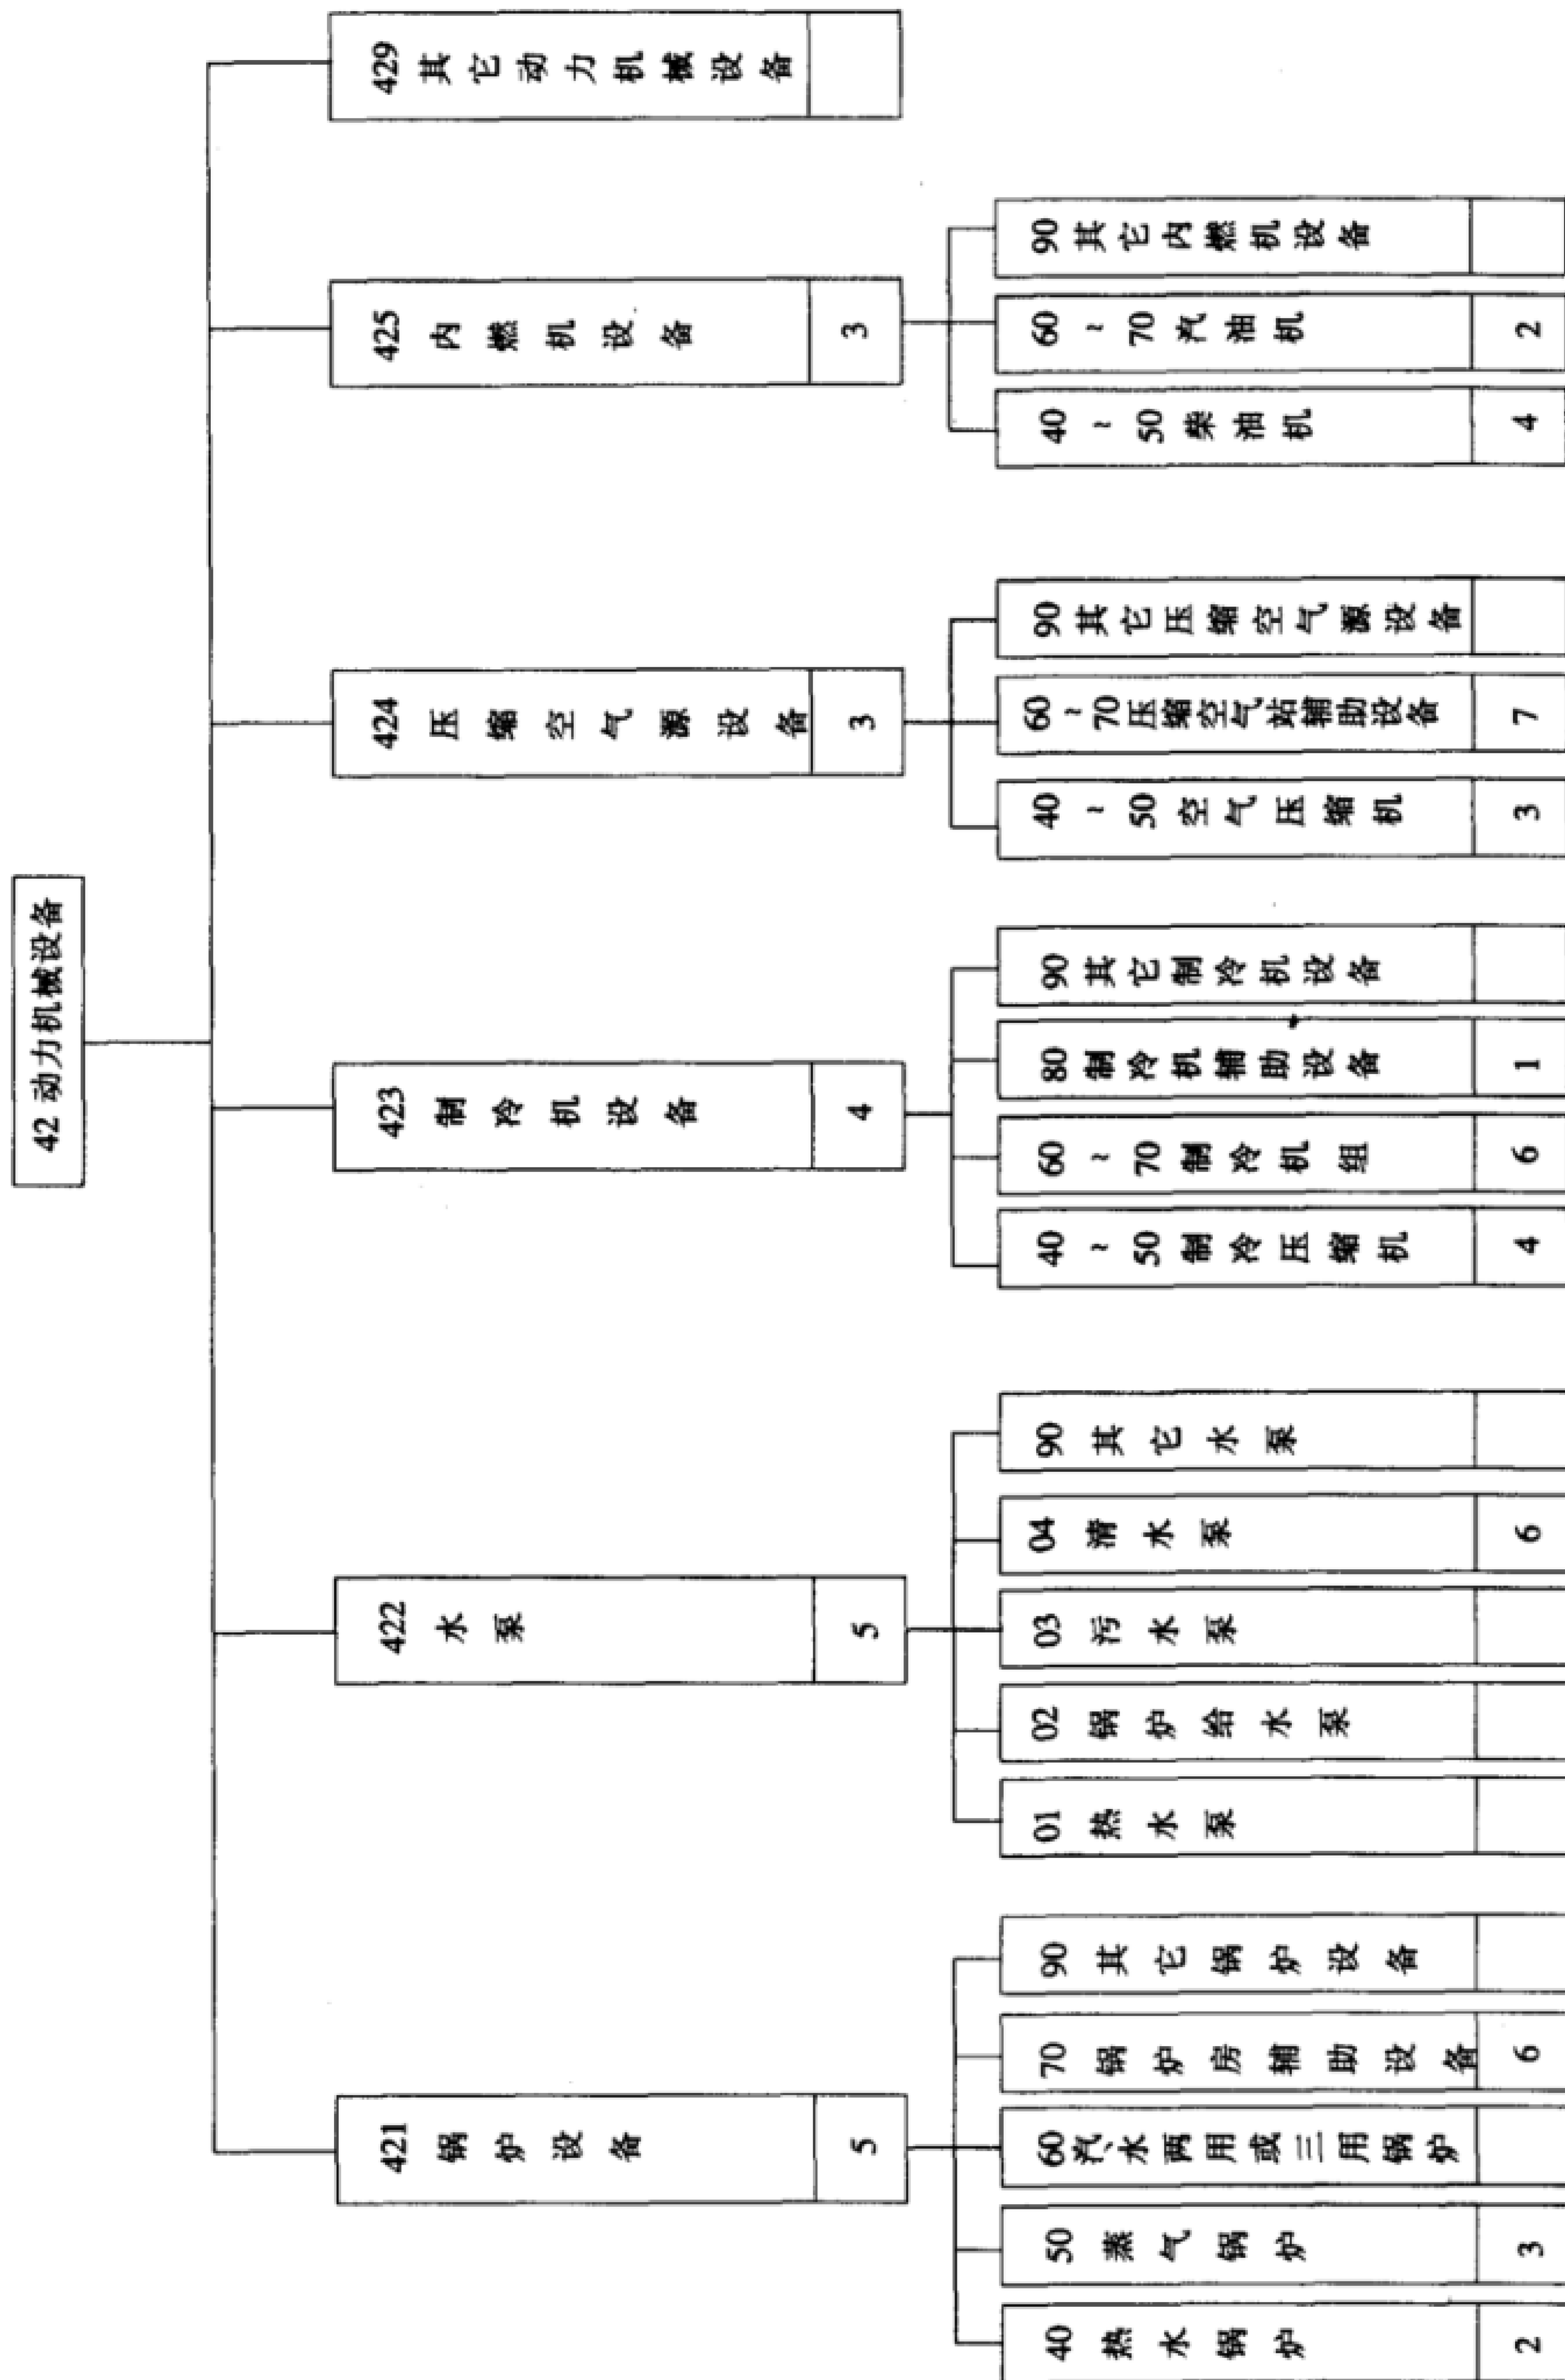 42 动力机械设备
421 锅炉设备
5
40 热水锅炉
2
50 蒸气锅炉
3
60 汽、水两用或三用锅炉
70 锅炉房辅助设备
6
90 其它锅炉设备
422 水泵
5
01 热水泵
02 锅炉给水泵
03 污水泵
04 清水泵
6
90 其它水泵
423 制冷机设备
4
40~50 制冷压缩机
4
60~70 制冷机组
6
80 制冷机辅助设备
1
90 其它制冷机设备
424 压缩空气源设备
3
40~50 空气压缩机
3
60~70 压缩空气站辅助设备
7
90 其它压缩空气源设备
425 内燃机设备
3
40~50 柴油机
4
60~70 汽油机
2
90 其它内燃机设备
429 其它动力机械设备